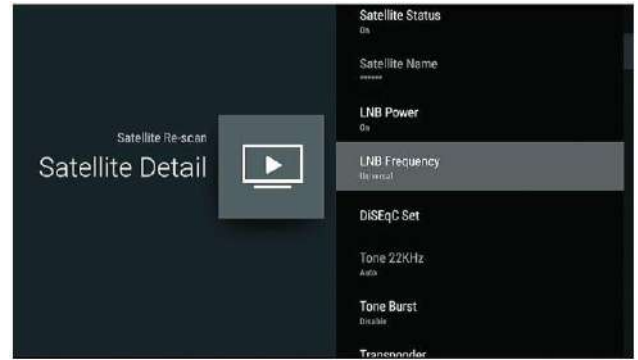 Satellite Re-scan
Satellite Detail
Satellite Status
On
Satellite Name
******
LNB Power
On
LNB Frequency
Universal
DiSEqC Set
Tone 22KHz
Auto
Tone Burst
Disable
Transponder